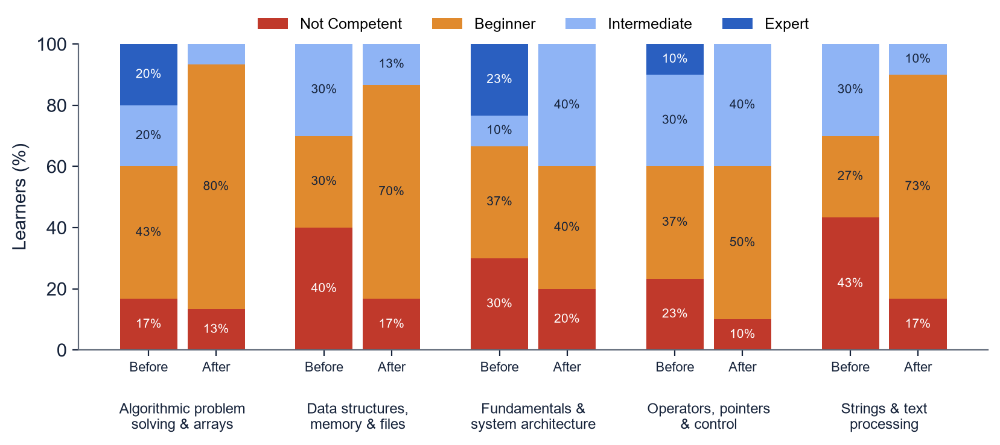 Not Competent Beginner Intermediate Expert
Learners (%)
100
80
60
40
20
0
20%
20%
43%
17%
80%
13%
30%
30%
40%
13%
70%
17%
23%
10%
37%
30%
40%
40%
20%
10%
30%
37%
23%
40%
50%
10%
30%
27%
43%
10%
73%
17%
Before After Before After Before After Before After Before After
Algorithmic problem
solving & arrays
Data structures,
memory & files
Fundamentals &
system architecture
Operators, pointers
& control
Strings & text
processing